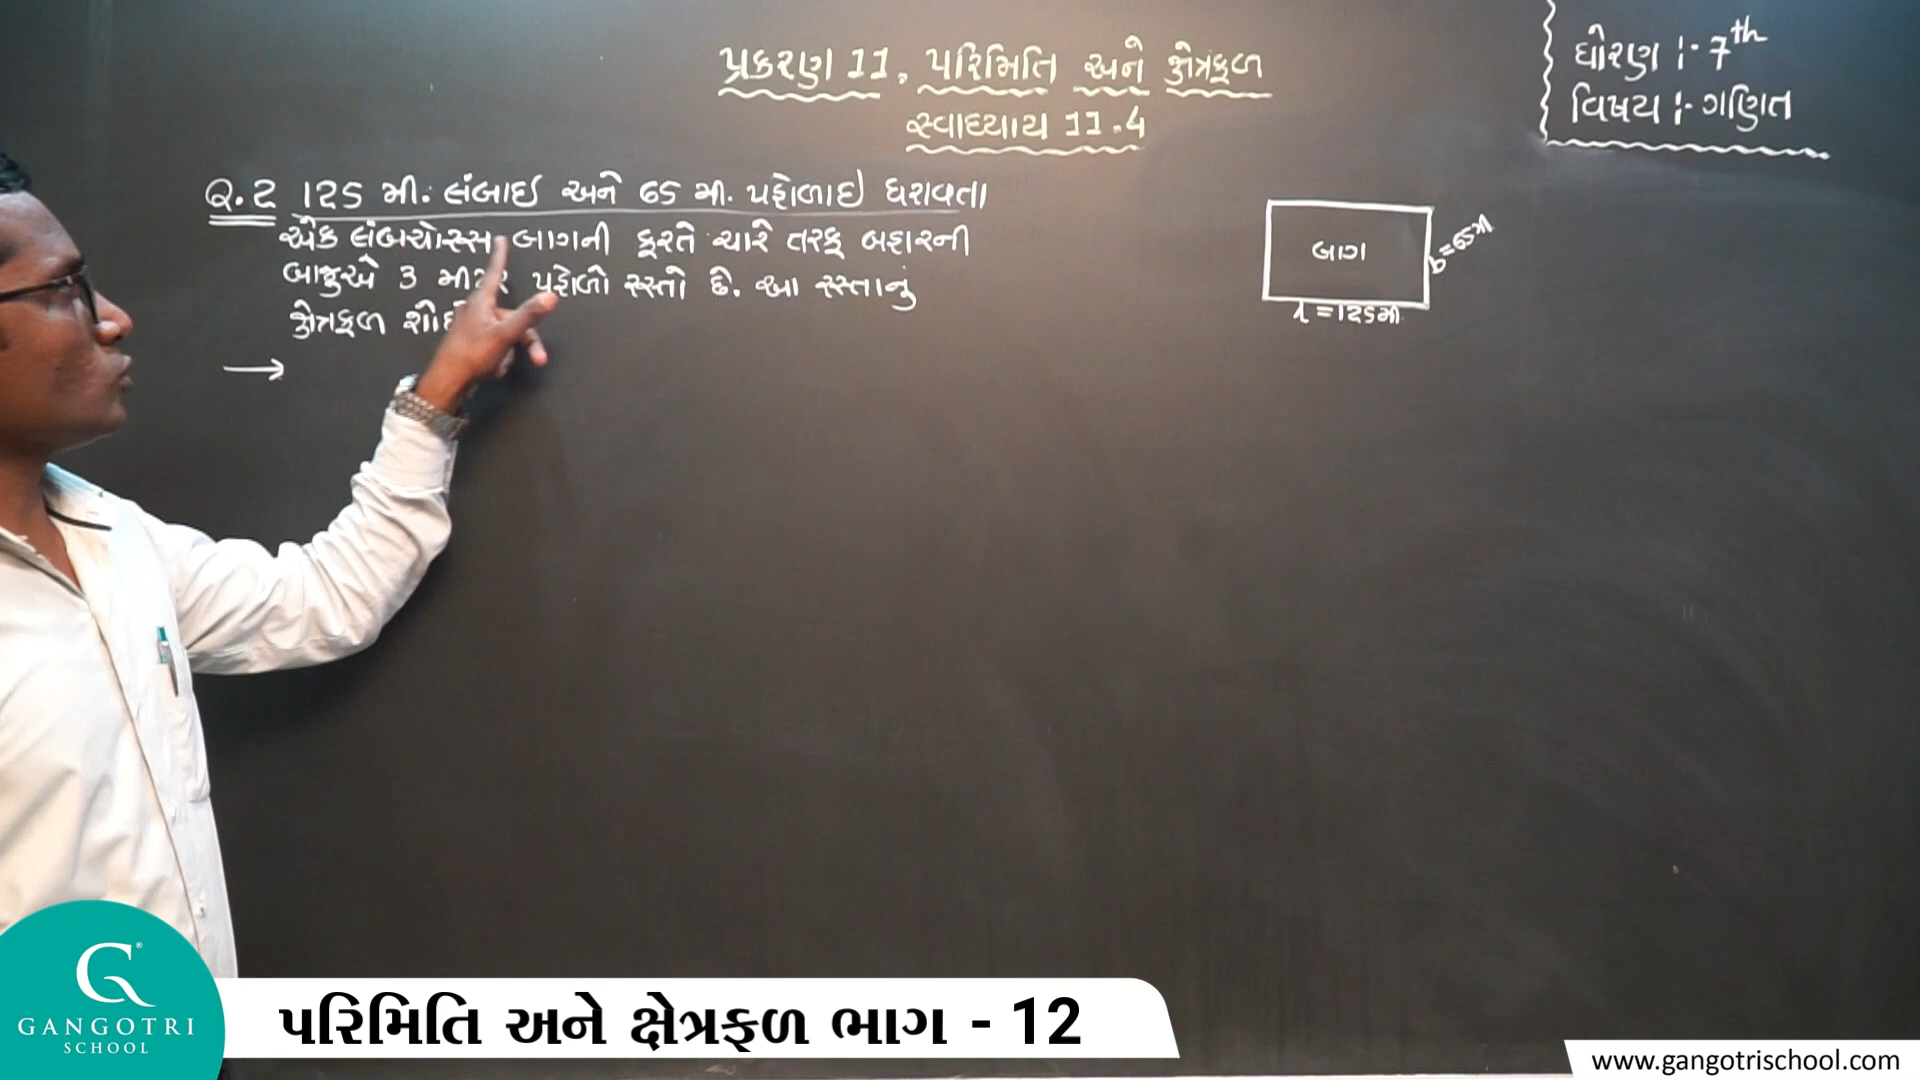 પ્રકરણ 11. પરિમિતિ અને ક્ષેત્રફળ
સ્વાધ્યાય 11.4
ધોરણ :- 7th
વિષય :- ગણિત
Q.2 125 મી. લંબાઈ અને 65 મી. પહોળાઈ ધરાવતા
એક લંબચોરસ બાગની ફરતે ચારે તરફ બહારની
બાજુએ 3 મીટર પહોળો રસ્તો છે. આ રસ્તાનું
ક્ષેત્રફળ
બાગ
b=65મી
l=125મી
G
GANGOTRI
SCHOOL
પરિમિતિ અને ક્ષેત્રફળ ભાગ - 12
www.gangotrischool.com